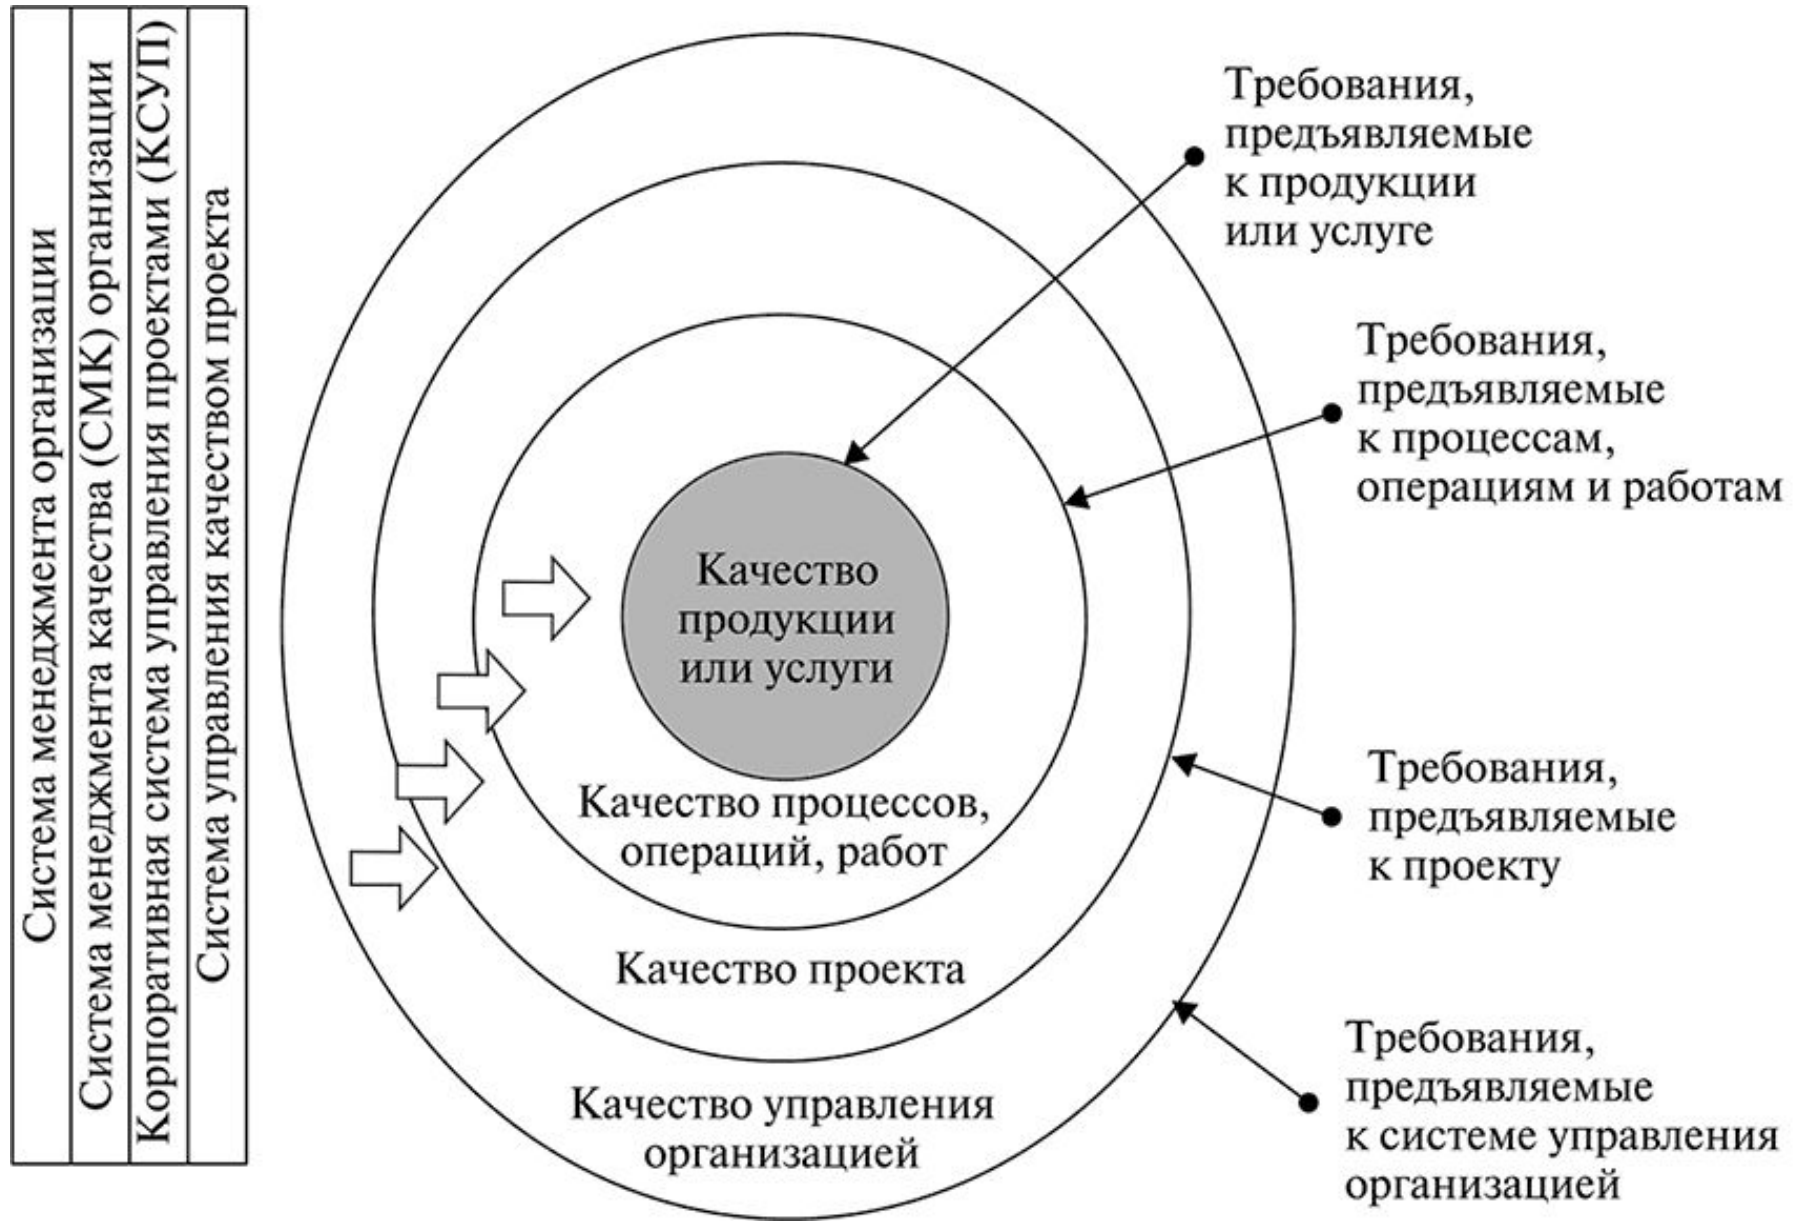 Система менеджмента организации
Система менеджмента качества (СМК) организации
Корпоративная система управления проектами (КСУП)
Система управления качеством проекта
Требования,
предъявляемые
к продукции
или услуге
Требования,
предъявляемые
к процессам,
операциям и работам
Качество
продукции
или услуги
Качество процессов,
операций, работ
Требования,
предъявляемые
к проекту
Качество проекта
Качество управления
организацией
Требования,
предъявляемые
к системе управления
организацией